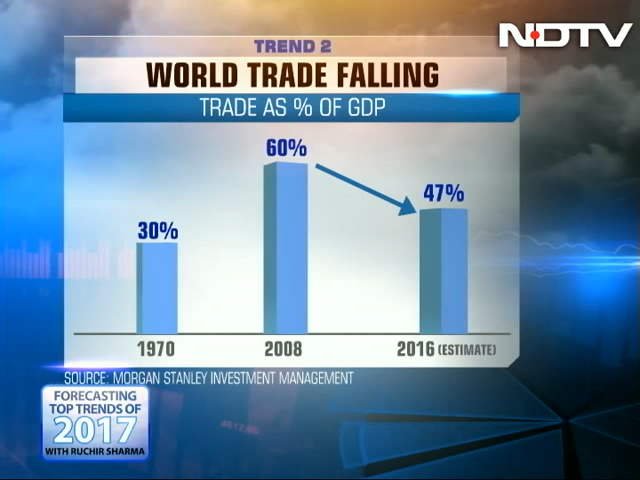 NDTV
TREND 2
WORLD TRADE FALLING
TRADE AS % OF GDP
60%
47%
30%
1970 2008 2016 (ESTIMATE)
SOURCE: MORGAN STANLEY INVESTMENT MANAGEMENT
FORECASTING
TOP TRENDS OF
2017
WITH RUCHIR SHARMA